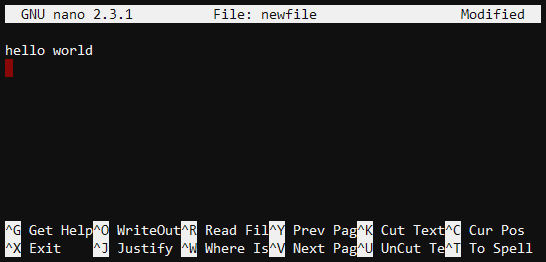 GNU nano 2.3.1 File: newfile Modified
hello world
^G Get Help^O WriteOut^R Read Fil^Y Prev Pag^K Cut Text^C Cur Pos
^X Exit ^J Justify ^W Where Is^V Next Pag^U UnCut Te^T To Spell